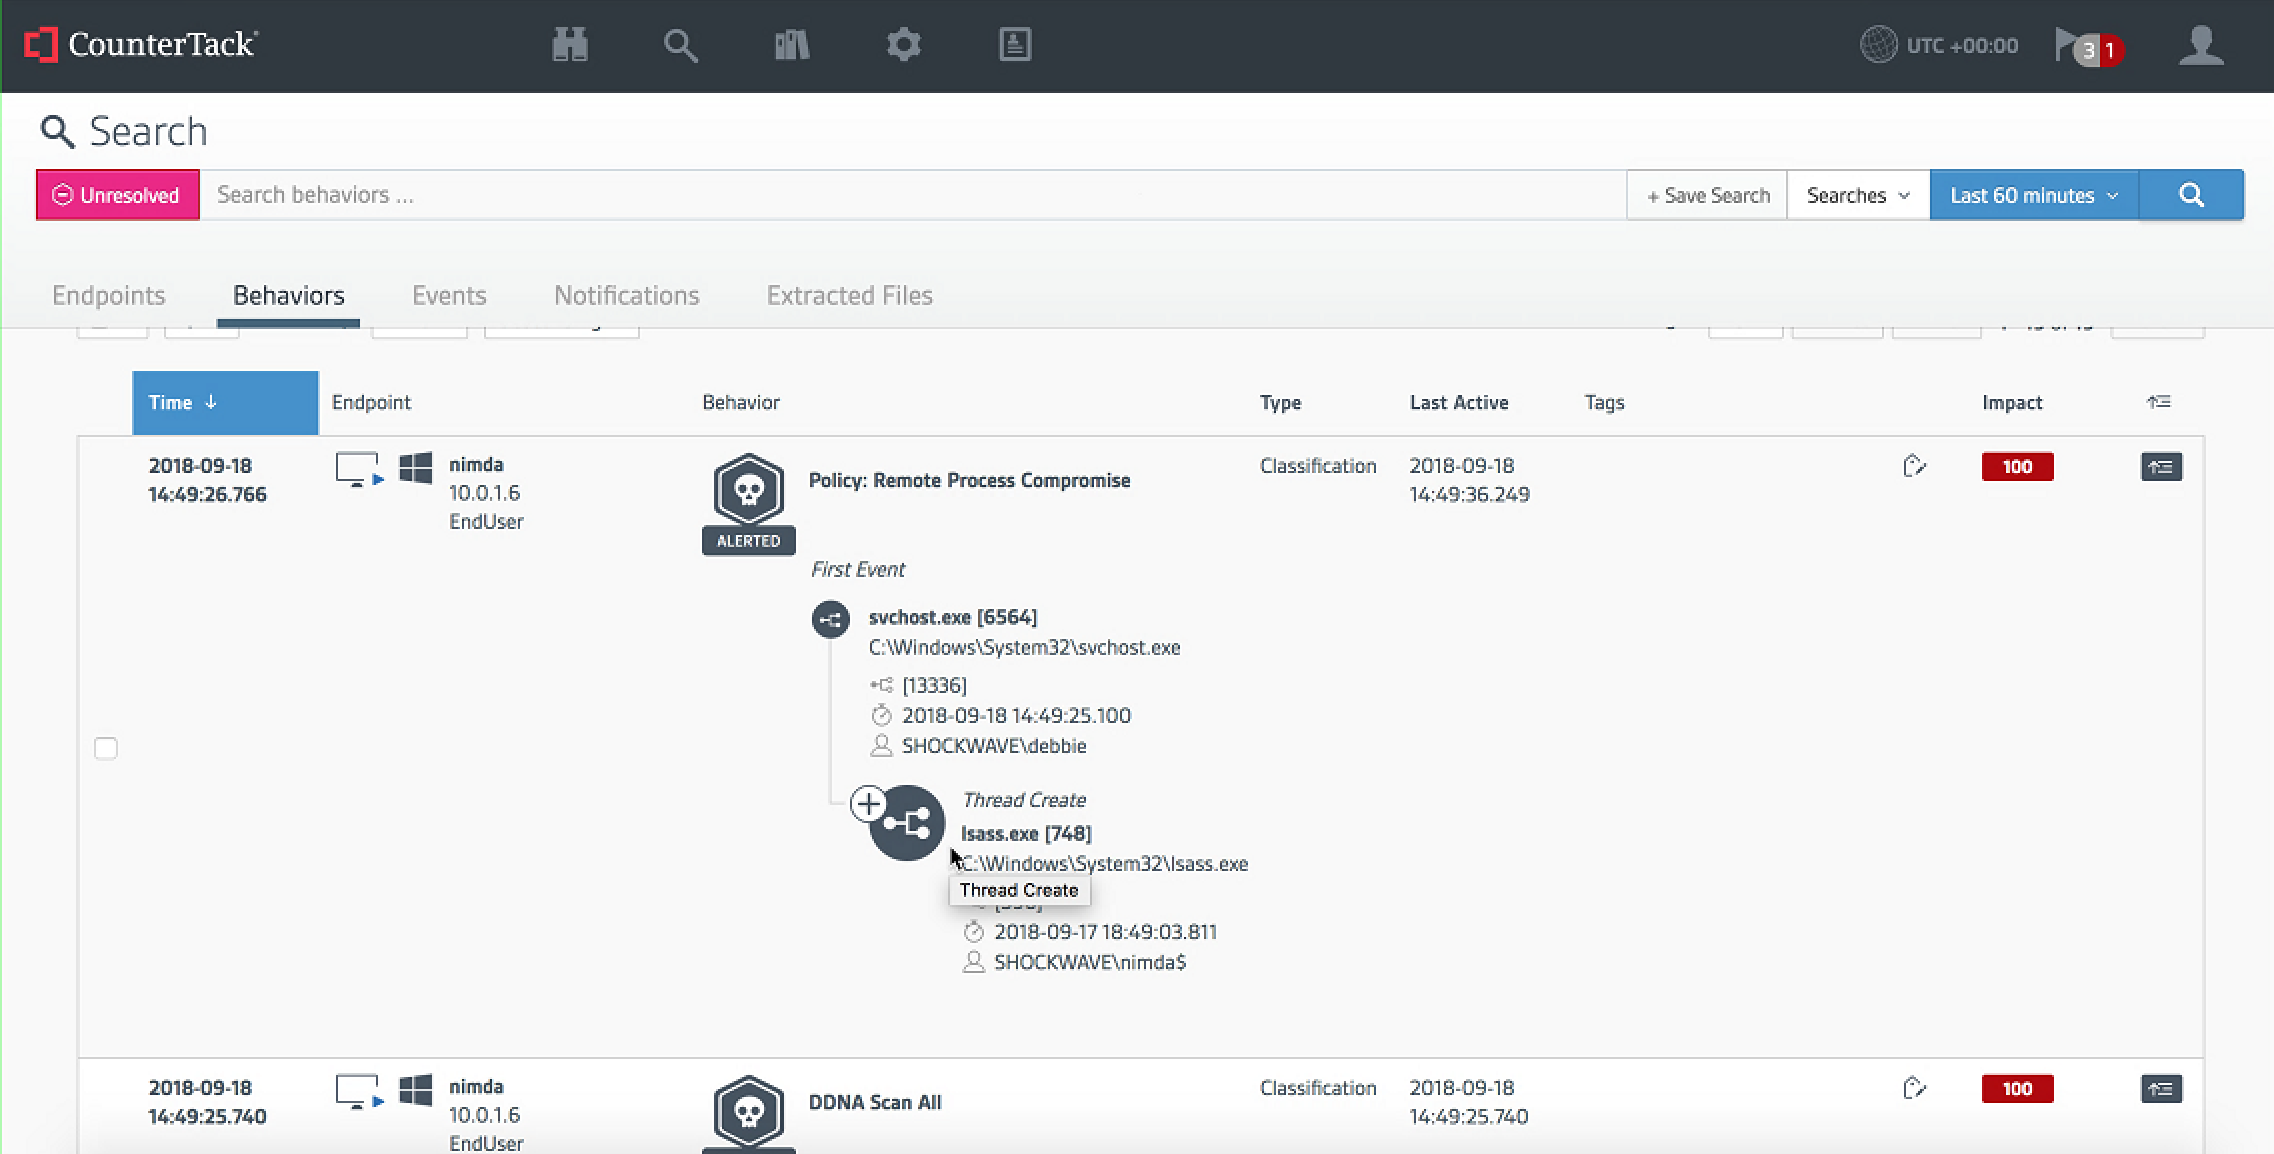 CounterTack
UTC +00:00
3 1
Search
Unresolved
Search behaviors ...
+ Save Search
Searches
Last 60 minutes
Endpoints
Behaviors
Events
Notifications
Extracted Files
Time
Endpoint
Behavior
Type
Last Active
Tags
Impact
2018-09-18
14:49:26.766
nimda
10.0.1.6
EndUser
ALERTED
Policy: Remote Process Compromise
Classification
2018-09-18
14:49:36.249
100
First Event
svchost.exe [6564]
C:\Windows\System32\svchost.exe
[13336]
2018-09-18 14:49:25.100
SHOCKWAVE\debbie
Thread Create
lsass.exe [748]
C:\Windows\System32\lsass.exe
Thread Create
2018-09-17 18:49:03.811
SHOCKWAVE\nimda$
2018-09-18
14:49:25.740
nimda
10.0.1.6
EndUser
DDNA Scan All
Classification
2018-09-18
14:49:25.740
100